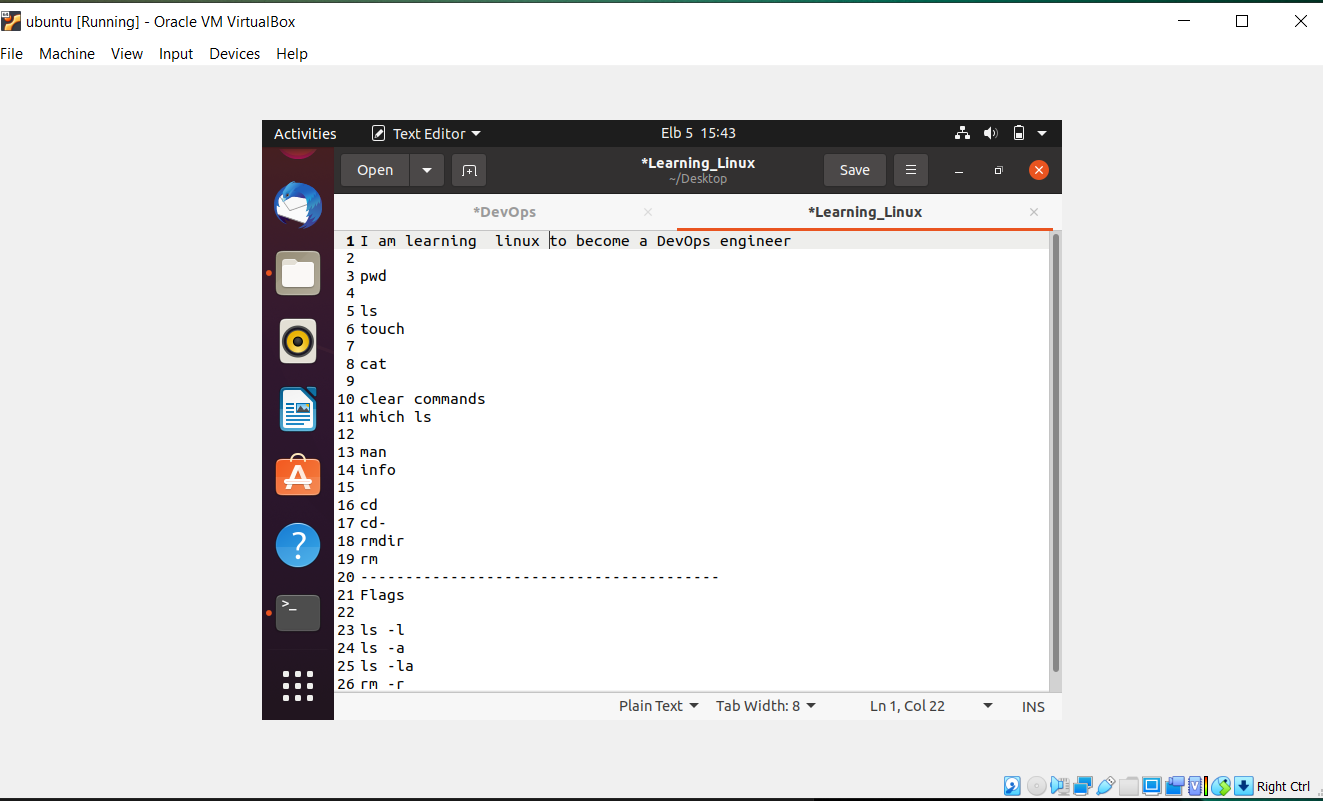 ubuntu [Running] - Oracle VM VirtualBox
File Machine View Input Devices Help
Activities Text Editor Elb 5 15:43
Open *Learning_Linux Save
~/Desktop
*DevOps *Learning_Linux
1 I am learning  linux to become a DevOps engineer
2
3 pwd
4
5 ls
6 touch
7
8 cat
9
10 clear commands
11 which ls
12
13 man
14 info
15
16 cd
17 cd-
18 rmdir
19 rm
20 ----------------------------------------
21 Flags
22
23 ls -l
24 ls -a
25 ls -la
26 rm -r
Plain Text Tab Width: 8 Ln 1, Col 22 INS
Right Ctrl